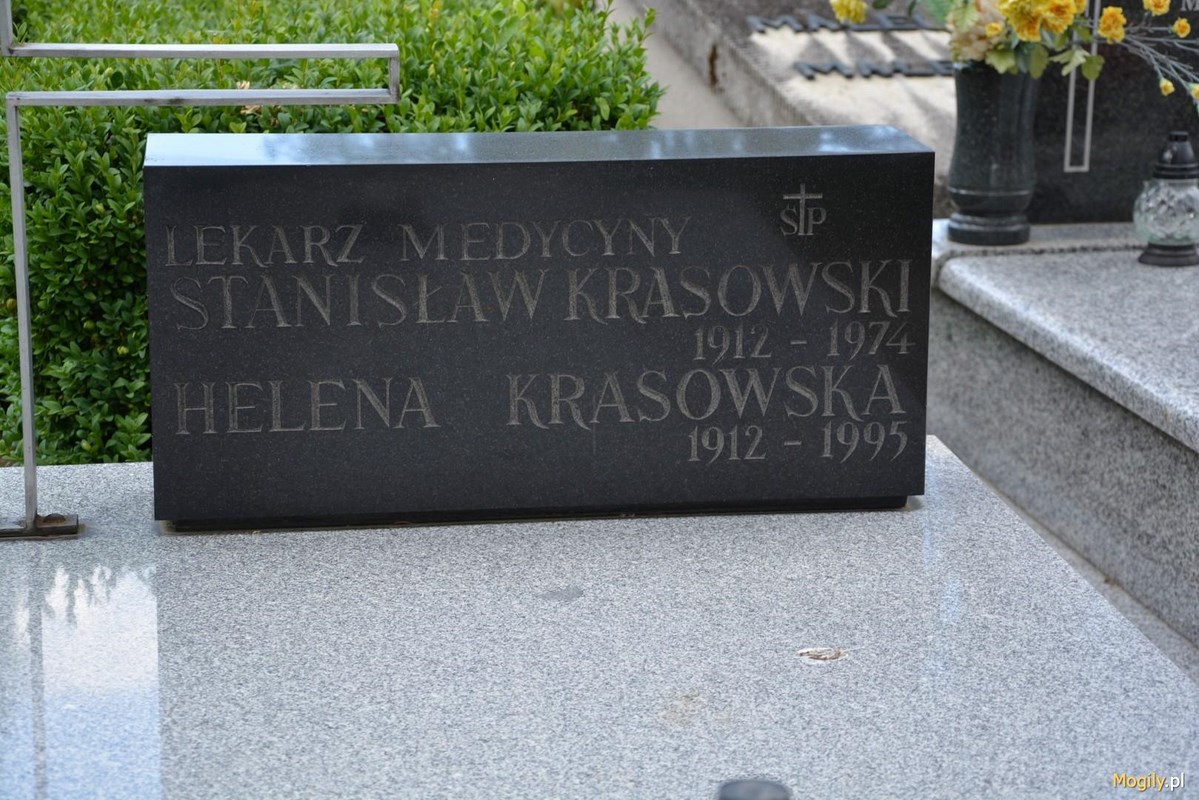 ŚP
LEKARZ MEDYCYNY
STANISŁAW KRASOWSKI
1912 - 1974
HELENA KRASOWSKA
1912 - 1995
Mogily.pl